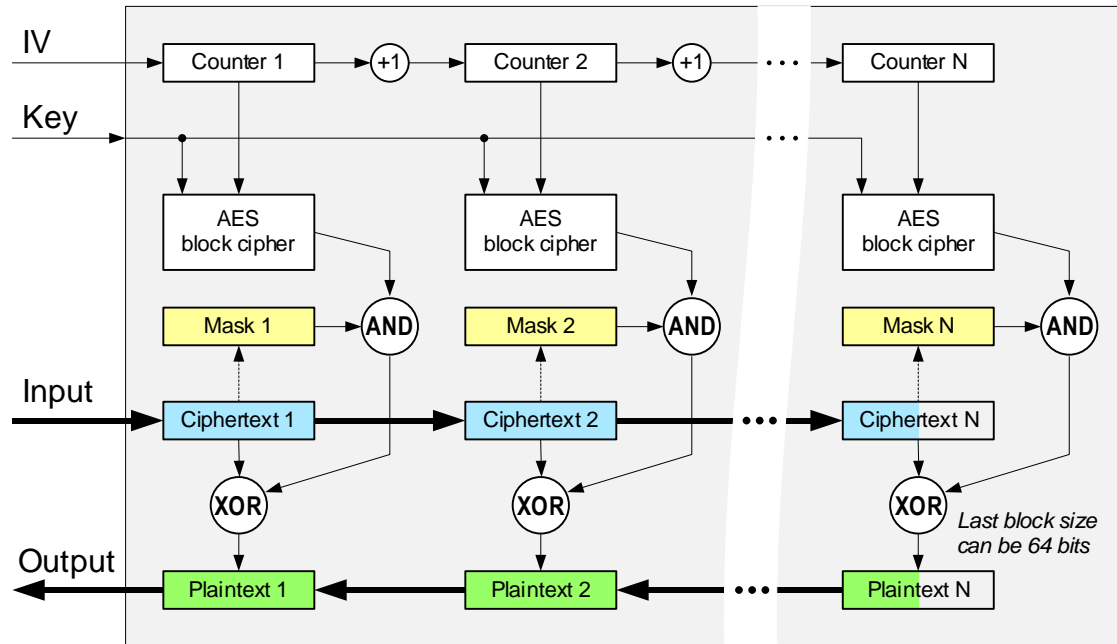 IV
Counter 1
+1
Counter 2
+1
...
Counter N
Key
...
AES
block cipher
AES
block cipher
AES
block cipher
Mask 1
AND
Mask 2
AND
Mask N
AND
Input
Ciphertext 1
Ciphertext 2
...
Ciphertext N
XOR
XOR
XOR
Last block size
can be 64 bits
Output
Plaintext 1
Plaintext 2
...
Plaintext N